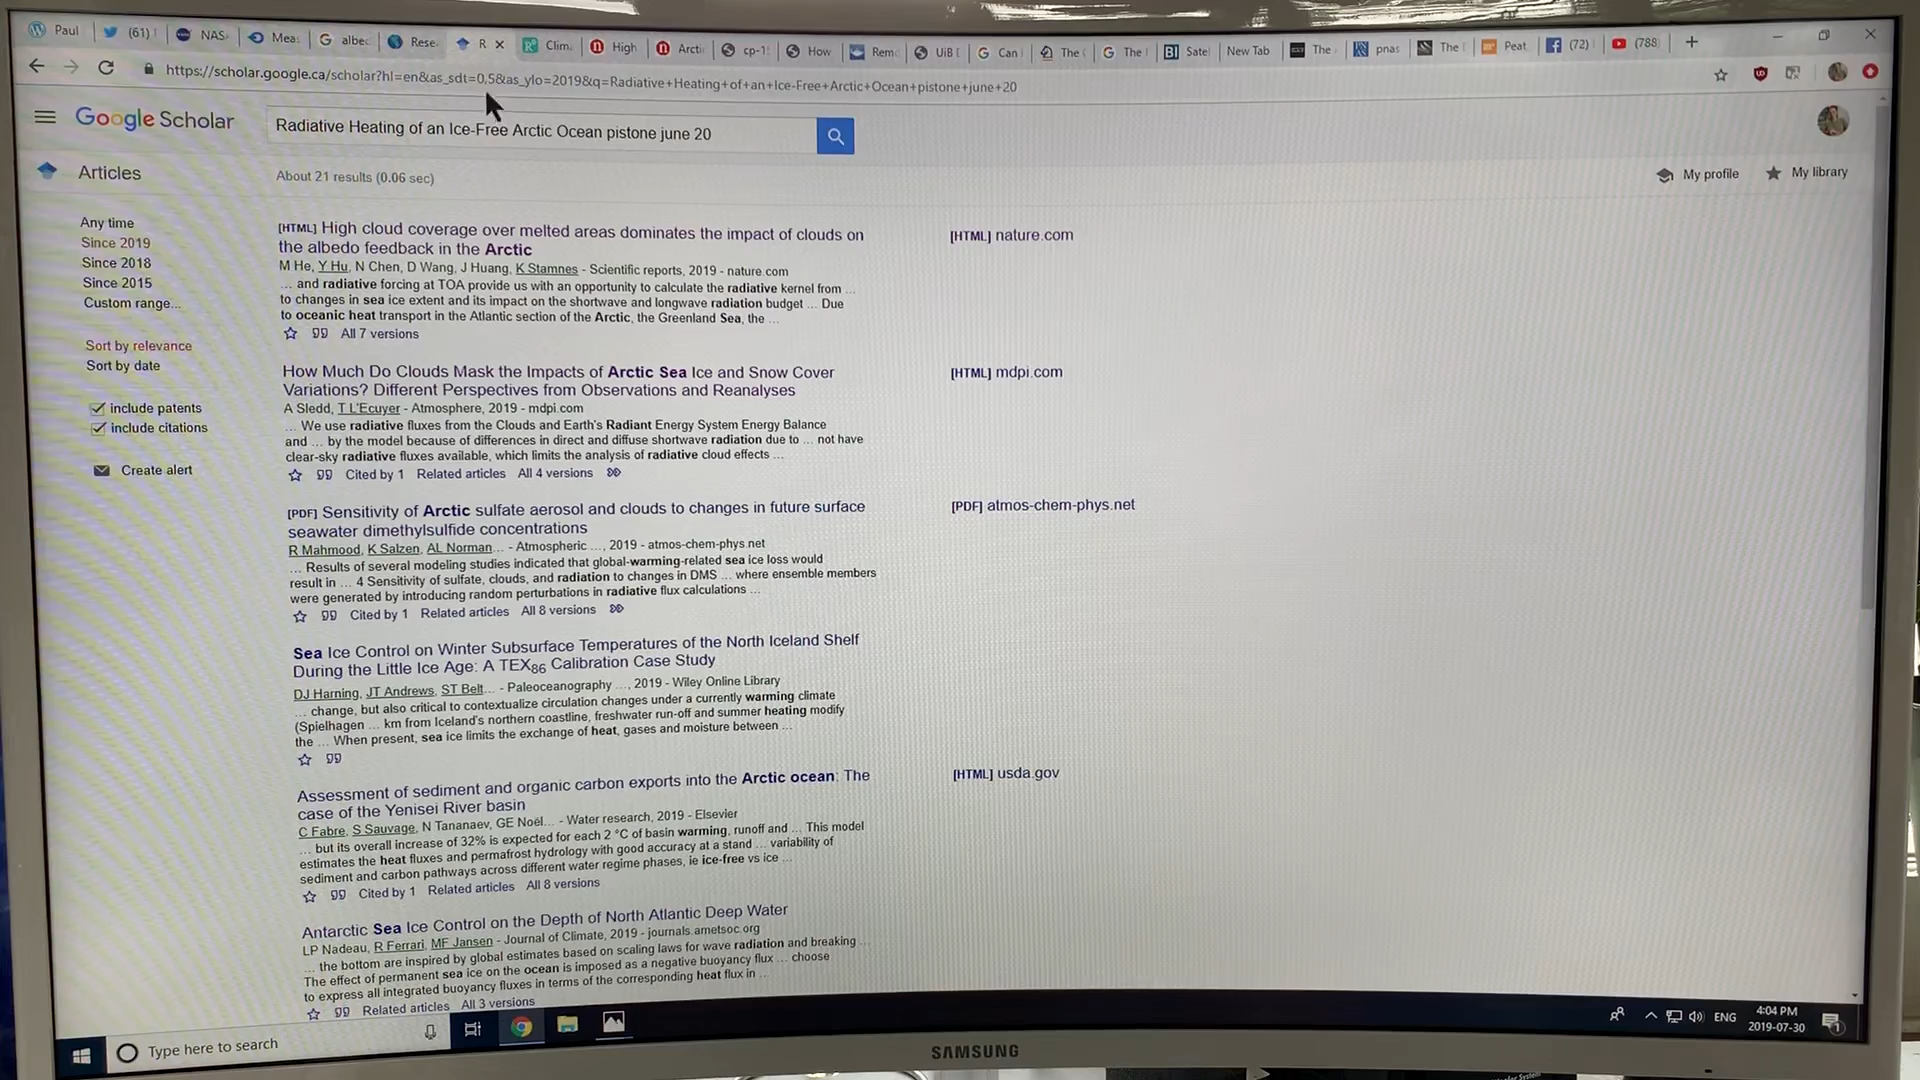 Paul
(61)
NAS
Mea
albe
Rese
R
Clim
High
Arcti
cp-1
How
Remo
UiB
Can
The
The
Satel
New Tab
The
pnas
The
Peat
(72)
(788
https://scholar.google.ca/scholar?hl=en&as_sdt=0,5&as_ylo=2019&q=Radiative+Heating+of+an+Ice-Free+Arctic+Ocean+pistone+june+20
Google Scholar
Radiative Heating of an Ice-Free Arctic Ocean pistone june 20
Articles
About 21 results (0.06 sec)
My profile
My library
Any time
Since 2019
Since 2018
Since 2015
Custom range...
Sort by relevance
Sort by date
include patents
include citations
Create alert
[HTML] High cloud coverage over melted areas dominates the impact of clouds on
the albedo feedback in the Arctic
M He, Y Hu, N Chen, D Wang, J Huang, K Stamnes - Scientific reports, 2019 - nature.com
... and radiative forcing at TOA provide us with an opportunity to calculate the radiative kernel from ...
to changes in sea ice extent and its impact on the shortwave and longwave radiation budget ... Due
to oceanic heat transport in the Atlantic section of the Arctic, the Greenland Sea, the ...
All 7 versions
[HTML] nature.com
How Much Do Clouds Mask the Impacts of Arctic Sea Ice and Snow Cover
Variations? Different Perspectives from Observations and Reanalyses
A Sledd, T L'Ecuyer - Atmosphere, 2019 - mdpi.com
... We use radiative fluxes from the Clouds and Earth's Radiant Energy System Energy Balance
and ... by the model because of differences in direct and diffuse shortwave radiation due to ... not have
clear-sky radiative fluxes available, which limits the analysis of radiative cloud effects ...
Cited by 1 Related articles All 4 versions
[HTML] mdpi.com
[PDF] Sensitivity of Arctic sulfate aerosol and clouds to changes in future surface
seawater dimethylsulfide concentrations
R Mahmood, K Salzen, AL Norman... - Atmospheric ..., 2019 - atmos-chem-phys.net
... Results of several modeling studies indicated that global-warming-related sea ice loss would
result in ... 4 Sensitivity of sulfate, clouds, and radiation to changes in DMS ... where ensemble members
were generated by introducing random perturbations in radiative flux calculations ...
Cited by 1 Related articles All 8 versions
[PDF] atmos-chem-phys.net
Sea Ice Control on Winter Subsurface Temperatures of the North Iceland Shelf
During the Little Ice Age: A TEX86 Calibration Case Study
DJ Harning, JT Andrews, ST Belt... - Paleoceanography ..., 2019 - Wiley Online Library
... change, but also critical to contextualize circulation changes under a currently warming climate
(Spielhagen ... km from Iceland's northern coastline, freshwater run-off and summer heating modify
the ... When present, sea ice limits the exchange of heat, gases and moisture between ...
Assessment of sediment and organic carbon exports into the Arctic ocean: The
case of the Yenisei River basin
C Fabre, S Sauvage, N Tananaev, GE Noël... - Water research, 2019 - Elsevier
... but its overall increase of 32% is expected for each 2 °C of basin warming, runoff and ... This model
estimates the heat fluxes and permafrost hydrology with good accuracy at a stand ... variability of
sediment and carbon pathways across different water regime phases, ie ice-free vs ice ...
Cited by 1 Related articles All 8 versions
[HTML] usda.gov
Antarctic Sea Ice Control on the Depth of North Atlantic Deep Water
LP Nadeau, R Ferrari, MF Jansen - Journal of Climate, 2019 - journals.ametsoc.org
... the bottom are inspired by global estimates based on scaling laws for wave radiation and breaking ...
The effect of permanent sea ice on the ocean is imposed as a negative buoyancy flux ... choose
to express all integrated buoyancy fluxes in terms of the corresponding heat flux in ...
Related articles All 3 versions
Type here to search
ENG
4:04 PM
2019-07-30
SAMSUNG